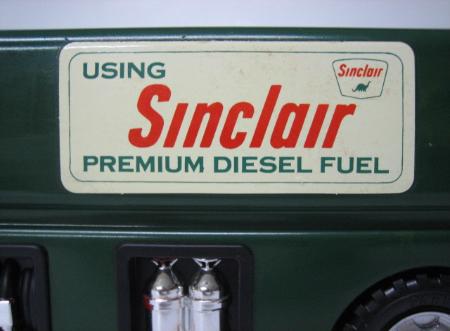 USING
Sinclair
Sinclair
PREMIUM DIESEL FUEL